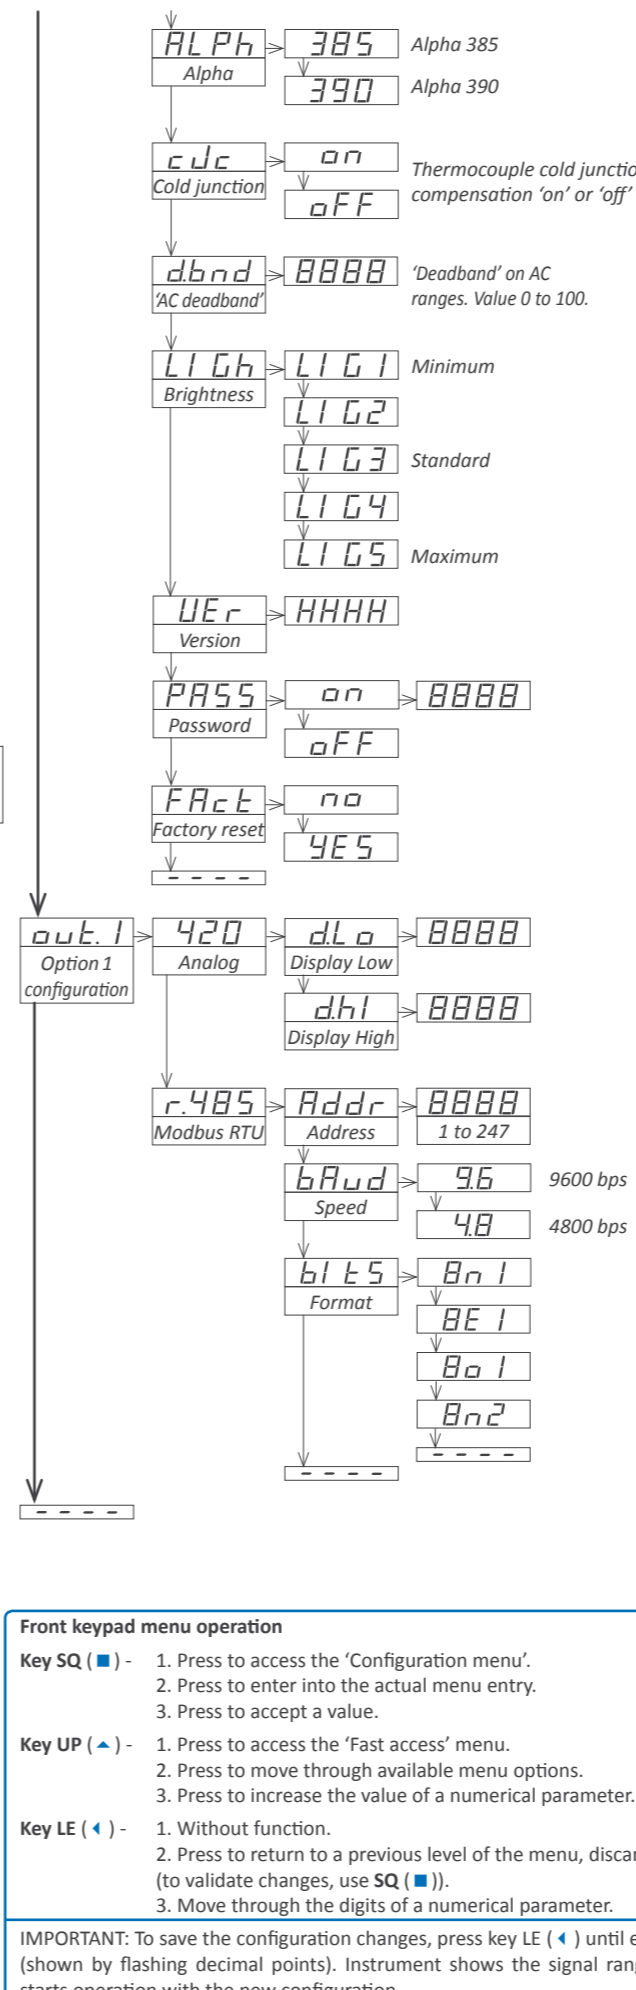 ALPh 385 Alpha 385
Alpha
390 Alpha 390
cJc on Thermocouple cold
Cold junction compensation ‘on’ or ‘off’
oFF
d.bnd 8888 ‘Deadband’ on AC
‘AC deadband’ ranges. Value 0 to 100.
LIGh LIG1 Minimum
Brightness
LIG2
LIG3 Standard
LIG4
LIG5 Maximum
VEr HHHH
Version
PASS on 8888
Password
oFF
FAct no
Factory reset
YES
----
out.1 420 d.Lo 8888
Option 1 Analog Display Low
configuration
d.hI 8888
Display High
r.485 Addr 8888
Modbus RTU Address 1 to 247
bAud 9.6 9600 bps
Speed
4.8 4800 bps
bItS 8n1
Format
8E1
8o1
8n2
----
----
----
Front keypad menu operation
Key SQ (■) - 1. Press to access the ‘Configuration menu’.
2. Press to enter into the actual menu entry.
3. Press to accept a value.
Key UP (▲) - 1. Press to access the ‘Fast access’ menu.
2. Press to move through available menu options.
3. Press to increase the value of a numerical parameter.
Key LE (◀) - 1. Without function.
2. Press to return to a previous level of the menu,
(to validate changes, use SQ (■)).
3. Move through the digits of a numerical parameter.
IMPORTANT: To save the configuration changes, press key LE (◀) until
(shown by flashing decimal points). Instrument shows the signal
starts operation with the new configuration